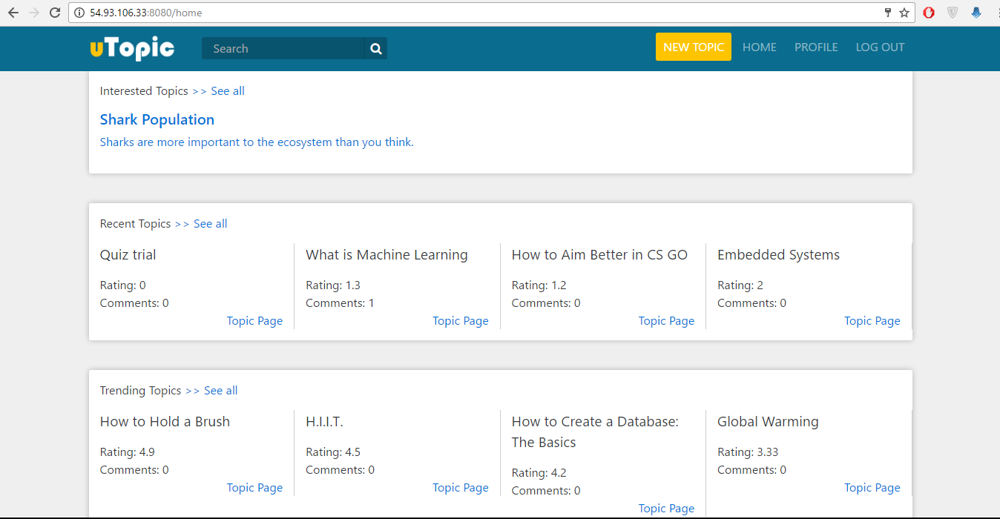 54.93.106.33:8080/home
uTopic
Search
NEW TOPIC HOME PROFILE LOG OUT
Interested Topics >> See all
Shark Population
Sharks are more important to the ecosystem than you think.
Recent Topics >> See all
Quiz trial
Rating: 0
Comments: 0
Topic Page
What is Machine Learning
Rating: 1.3
Comments: 1
Topic Page
How to Aim Better in CS GO
Rating: 1.2
Comments: 0
Topic Page
Embedded Systems
Rating: 2
Comments: 0
Topic Page
Trending Topics >> See all
How to Hold a Brush
Rating: 4.9
Comments: 0
Topic Page
H.I.I.T.
Rating: 4.5
Comments: 0
Topic Page
How to Create a Database:
The Basics
Rating: 4.2
Comments: 0
Topic Page
Global Warming
Rating: 3.33
Comments: 0
Topic Page